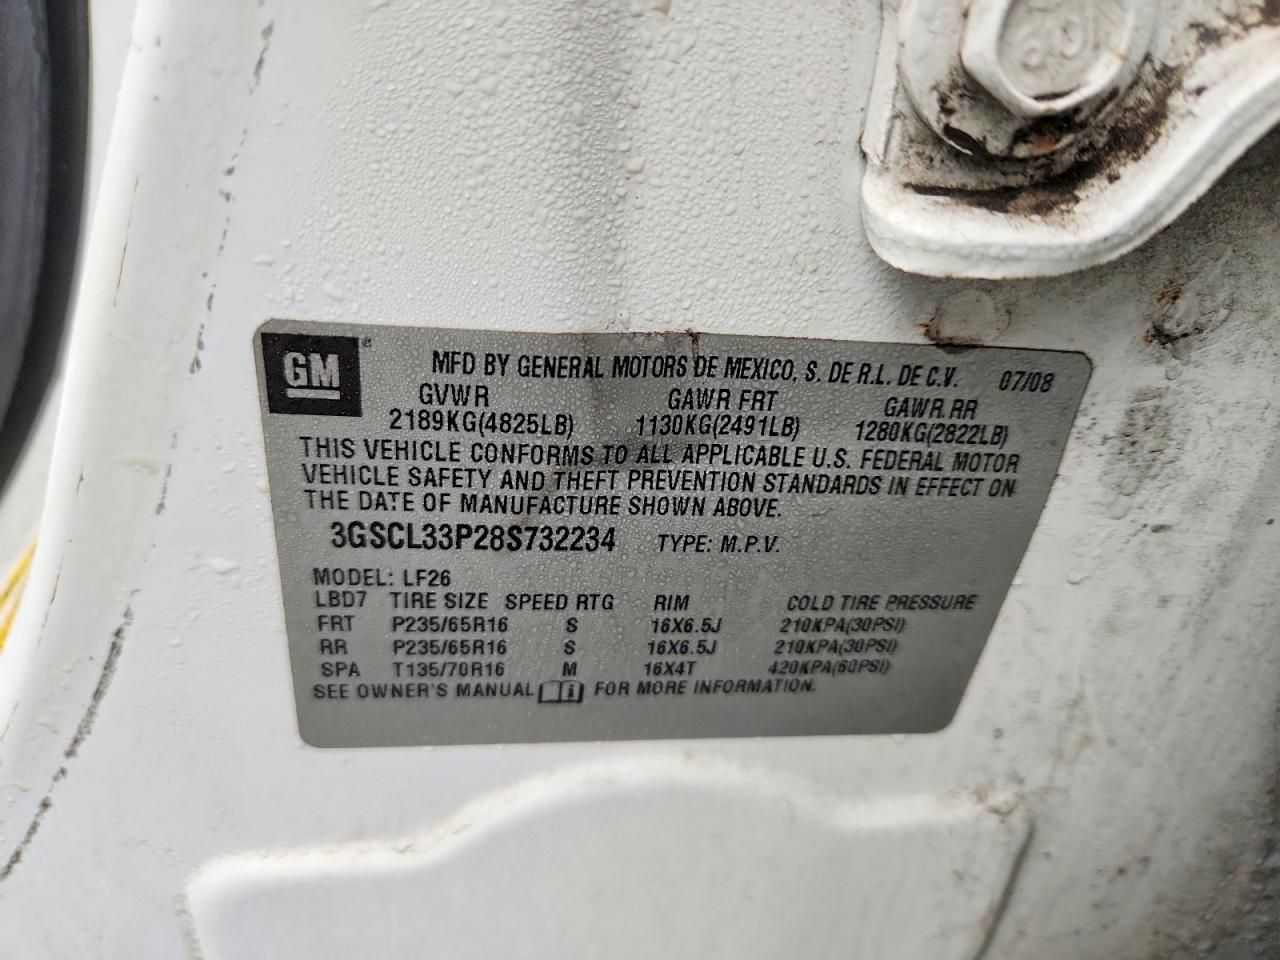 GM ® MFD BY GENERAL MOTORS DE MEXICO, S. DE R.L. DE C.V. 07/08
GVWR GAWR FRT GAWR RR
2189KG(4825LB) 1130KG(2491LB) 1280KG(2822LB)
THIS VEHICLE CONFORMS TO ALL APPLICABLE U.S. FEDERAL MOTOR
VEHICLE SAFETY AND THEFT PREVENTION STANDARDS IN EFFECT ON
THE DATE OF MANUFACTURE SHOWN ABOVE.
3GSCL33P28S732234 TYPE: M.P.V.
MODEL: LF26
LBD7 TIRE SIZE SPEED RTG RIM COLD TIRE PRESSURE
FRT P235/65R16 S 16X6.5J 210KPA(30PSI)
RR P235/65R16 S 16X6.5J 210KPA(30PSI)
SPA T135/70R16 M 16X4T 420KPA(60PSI)
SEE OWNER'S MANUAL FOR MORE INFORMATION.